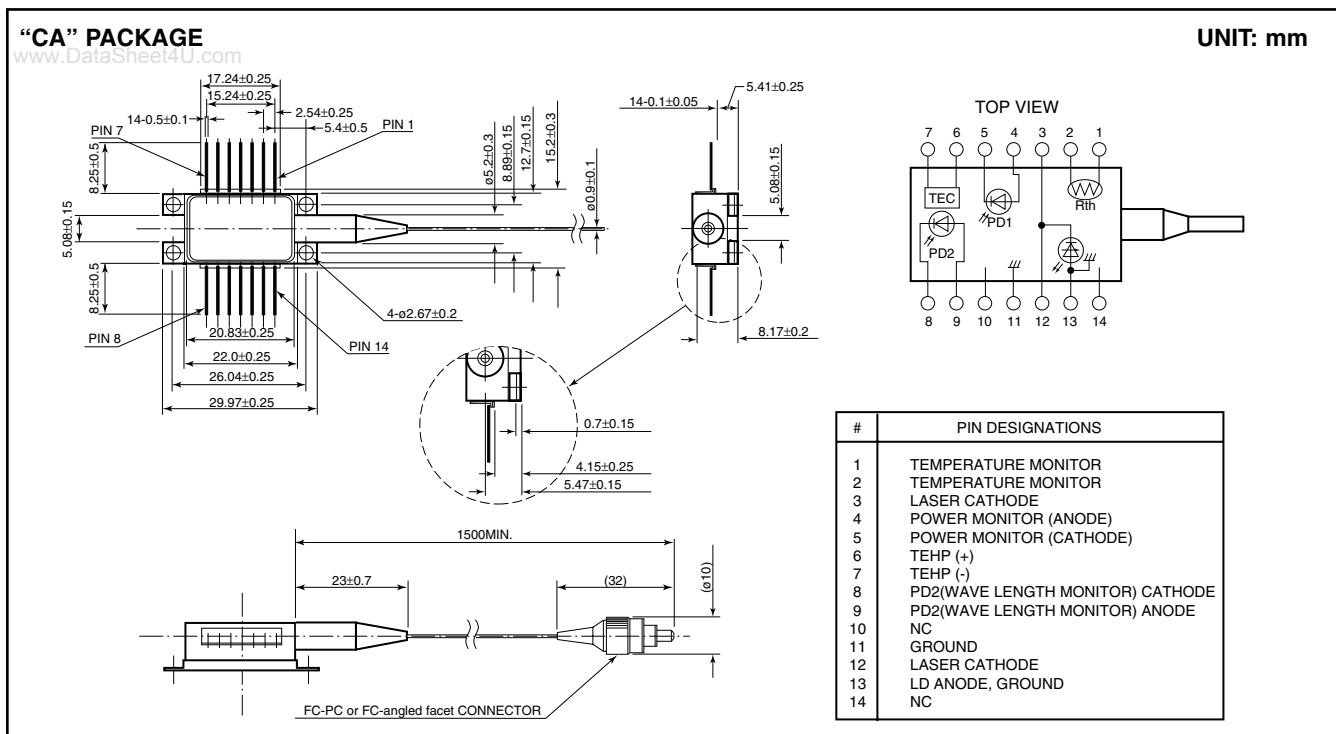 “CA” PACKAGE
UNIT: mm
www.DataSheet4U.com
17.24±0.25
15.24±0.25
14-0.5±0.1
2.54±0.25
5.4±0.5
PIN 7
PIN 1
8.25±0.5
5.08±0.15
8.25±0.5
ø5.2±0.3
8.89±0.15
12.7±0.15
15.2±0.3
ø0.9±0.1
4-ø2.67±0.2
PIN 8
PIN 14
20.83±0.25
22.0±0.25
26.04±0.25
29.97±0.25
14-0.1±0.05
5.41±0.25
5.08±0.15
8.17±0.2
0.7±0.15
4.15±0.25
5.47±0.15
TOP VIEW
7 6 5 4 3 2 1
TEC
PD1
Rth
PD2
8 9 10 11 12 13 14
1500MIN.
23±0.7
(32)
(ø10)
FC-PC or FC-angled facet CONNECTOR
# PIN DESIGNATIONS
1 TEMPERATURE MONITOR
2 TEMPERATURE MONITOR
3 LASER CATHODE
4 POWER MONITOR (ANODE)
5 POWER MONITOR (CATHODE)
6 TEHP (+)
7 TEHP (-)
8 PD2(WAVE LENGTH MONITOR) CATHODE
9 PD2(WAVE LENGTH MONITOR) ANODE
10 NC
11 GROUND
12 LASER CATHODE
13 LD ANODE, GROUND
14 NC